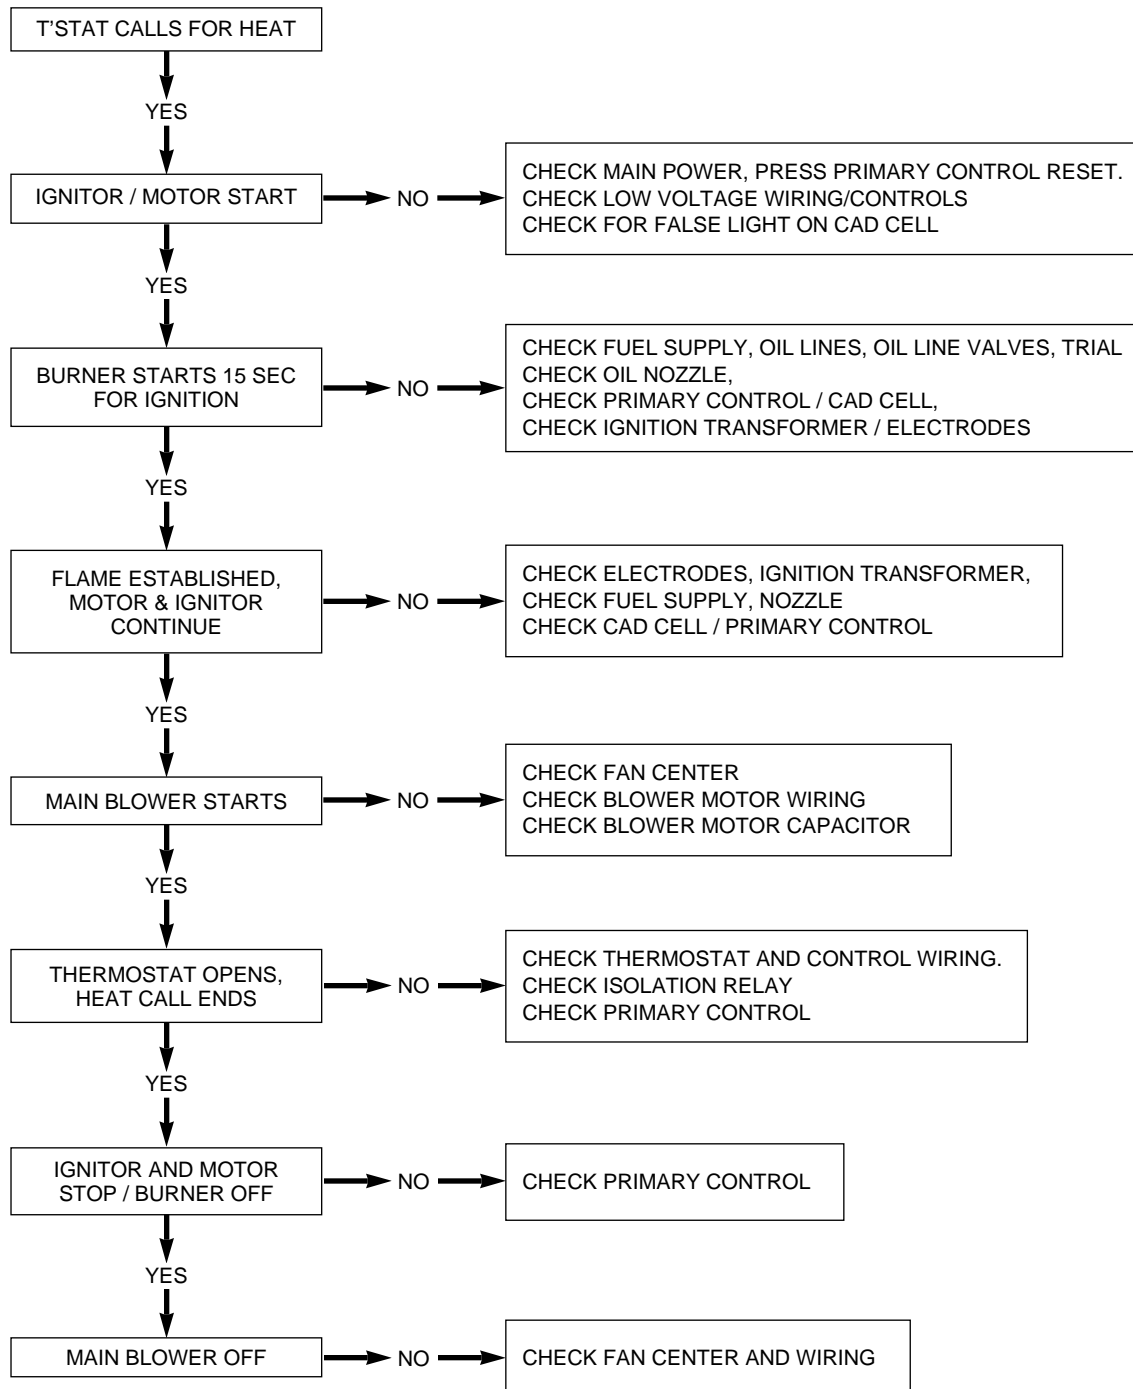 T’STAT CALLS FOR HEAT
YES
IGNITOR / MOTOR START
NO
CHECK MAIN POWER, PRESS PRIMARY CONTROL RESET.
CHECK LOW VOLTAGE WIRING/CONTROLS
CHECK FOR FALSE LIGHT ON CAD CELL
YES
BURNER STARTS 15 SEC
FOR IGNITION
NO
CHECK FUEL SUPPLY, OIL LINES, OIL LINE VALVES, TRIAL
CHECK OIL NOZZLE,
CHECK PRIMARY CONTROL / CAD CELL,
CHECK IGNITION TRANSFORMER / ELECTRODES
YES
FLAME ESTABLISHED,
MOTOR & IGNITOR
CONTINUE
NO
CHECK ELECTRODES, IGNITION TRANSFORMER,
CHECK FUEL SUPPLY, NOZZLE
CHECK CAD CELL / PRIMARY CONTROL
YES
MAIN BLOWER STARTS
NO
CHECK FAN CENTER
CHECK BLOWER MOTOR WIRING
CHECK BLOWER MOTOR CAPACITOR
YES
THERMOSTAT OPENS,
HEAT CALL ENDS
NO
CHECK THERMOSTAT AND CONTROL WIRING.
CHECK ISOLATION RELAY
CHECK PRIMARY CONTROL
YES
IGNITOR AND MOTOR
STOP / BURNER OFF
NO
CHECK PRIMARY CONTROL
YES
MAIN BLOWER OFF
NO
CHECK FAN CENTER AND WIRING